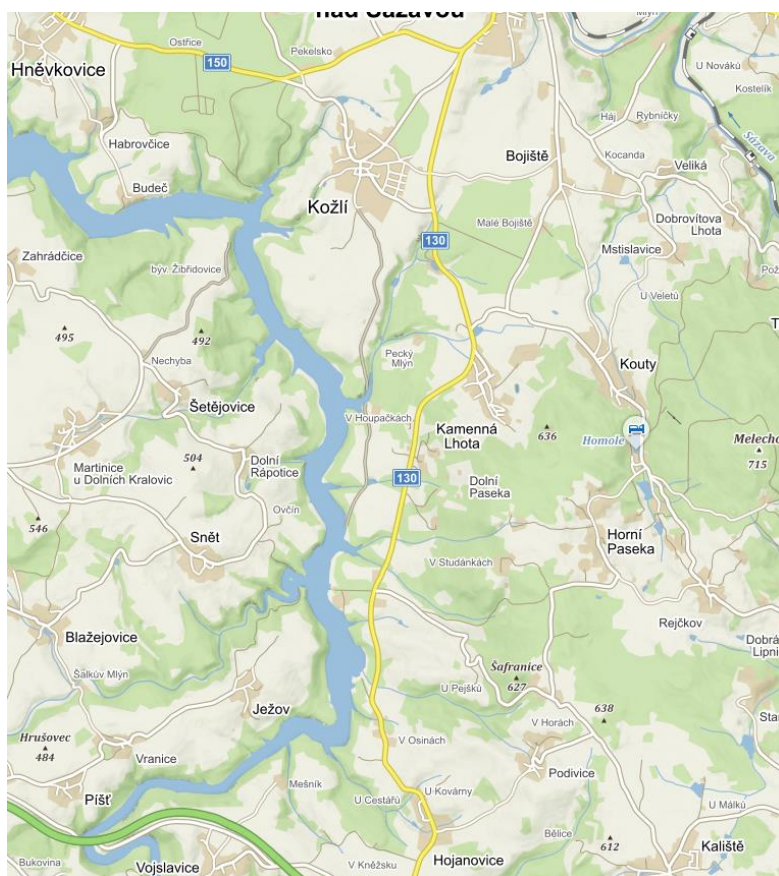 nad Sázavou
Mlýn
Ostřice
Pekelsko
150
Hněvkovice
U Nováků
Kostelík
Háj
Rybníčky
Sázava
Habrovčice
Bojiště
Kocanda
Veliká
Budeč
Kožlí
Malé Bojiště
Dobrovítova
Lhota
130
Mstislavice
Zahrádčice
býv. Žibřidovice
Pož
U Veletů
495
492
T
Nechyba
Pecký
Mlýn
Kouty
Šetějovice
V Houpačkách
Kamenná
Lhota
636
Homole
Melecho
715
Martinice
u Dolních Kralovic
504
Dolní
Rápotice
130
Dolní
Paseka
Ovčín
546
Snět
Horní
Paseka
V Studánkách
Blažejovice
Rejčkov
Dobrá
Lipni
Šálkův Mlýn
Šafranice
627
U Pejšků
Ježov
638
Sta
Hrušovec
484
V Horách
Vranice
V Osinách
Podivice
Mešník
U Kovárny
Píšť
U Cestářů
U Málků
Bělice
612
Kaliště
Bukovina
Vojslavice
V Kněžsku
Hojanovice